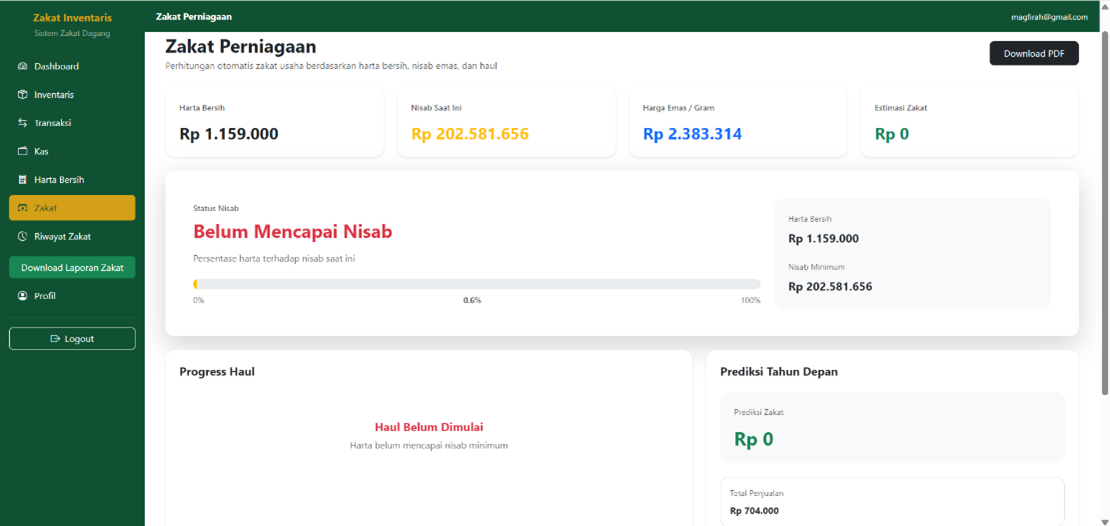 Zakat Inventaris
Sistem Zakat Dagang
Dashboard
Inventaris
Transaksi
Kas
Harta Bersih
Zakat
Riwayat Zakat
Download Laporan Zakat
Profil
Logout
Zakat Perniagaan
magfirah@gmail.com
Zakat Perniagaan
Perhitungan otomatis zakat usaha berdasarkan harta bersih, nisab emas, dan haul
Download PDF
Harta Bersih
Rp 1.159.000
Nisab Saat Ini
Rp 202.581.656
Harga Emas / Gram
Rp 2.383.314
Estimasi Zakat
Rp 0
Status Nisab
Belum Mencapai Nisab
Persentase harta terhadap nisab saat ini
0% 0.6% 100%
Harta Bersih
Rp 1.159.000
Nisab Minimum
Rp 202.581.656
Progress Haul
Haul Belum Dimulai
Harta belum mencapai nisab minimum
Prediksi Tahun Depan
Prediksi Zakat
Rp 0
Total Penjualan
Rp 704.000